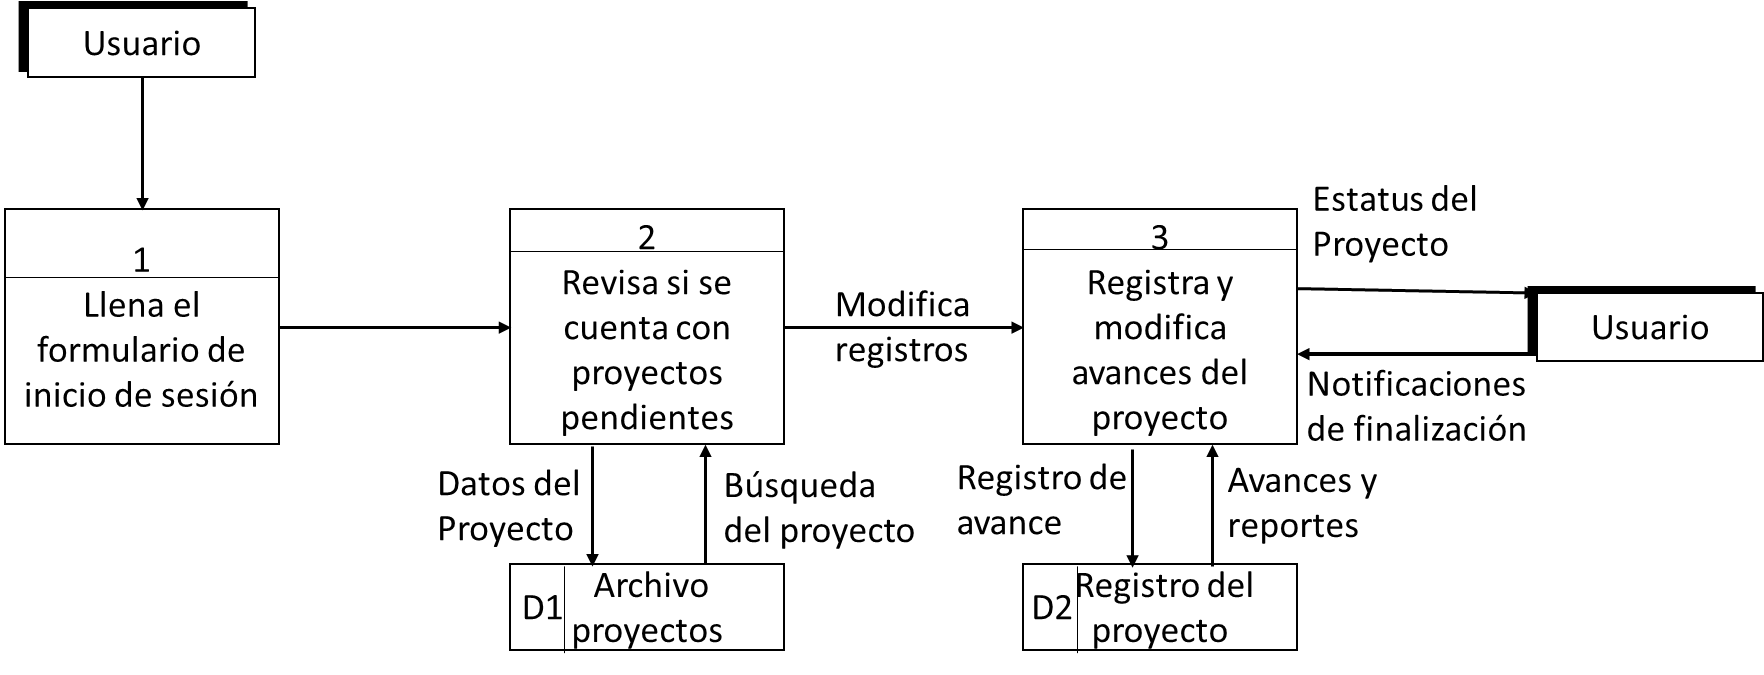 Usuario
1
Llena el
formulario de
inicio de sesión
2
Revisa si se
cuenta con
proyectos
pendientes
Modifica
registros
3
Registra y
modifica
avances del
proyecto
Estatus del
Proyecto
Usuario
Notificaciones
de finalización
Datos del
Proyecto
Búsqueda
del proyecto
Registro de
avance
Avances y
reportes
D1
Archivo
proyectos
D2
Registro del
proyecto